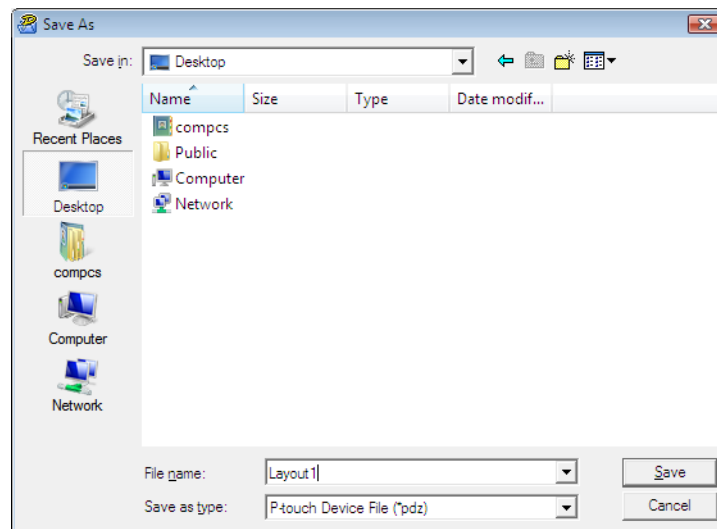 Save As
Save in:
Desktop
Name Size Type Date modif...
Recent Places
Desktop
compcs
Computer
Network
compcs
Public
Computer
Network
File name: Layout1
Save as type: P-touch Device File (*pdz)
Save
Cancel